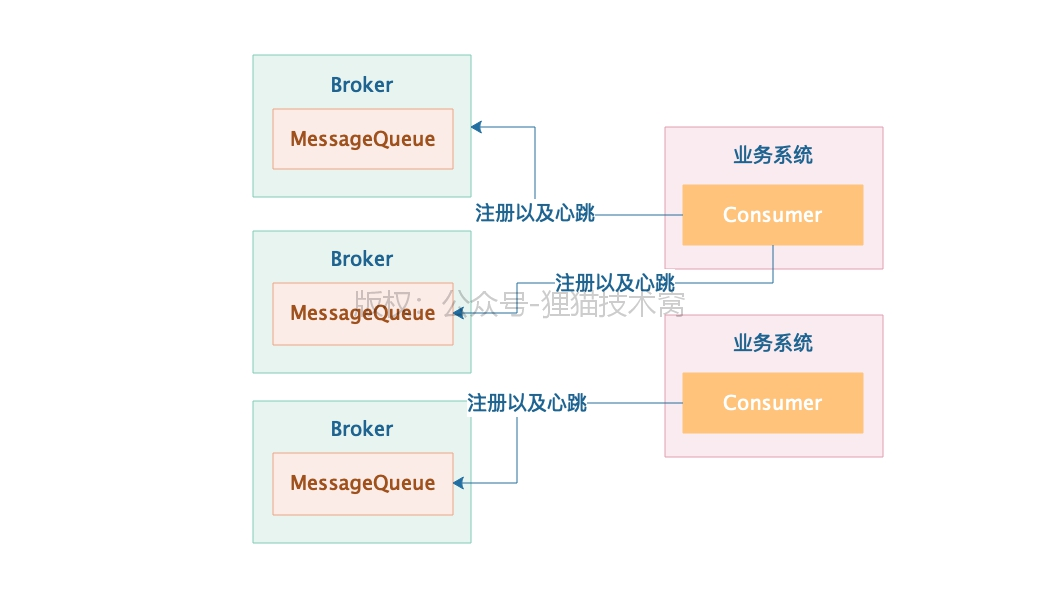 Broker
MessageQueue
业务系统
Consumer
注册以及心跳
Broker
MessageQueue
注册以及心跳
版权：公众号-狸猫技术窝
业务系统
Consumer
注册以及心跳
Broker
MessageQueue